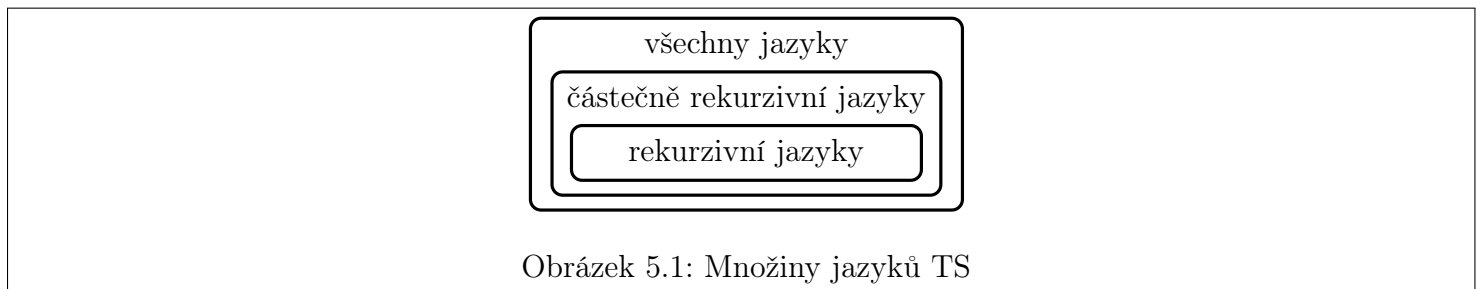 všechny jazyky
částečně rekurzivní jazyky
rekurzivní jazyky
Obrázek 5.1: Množiny jazyků TS